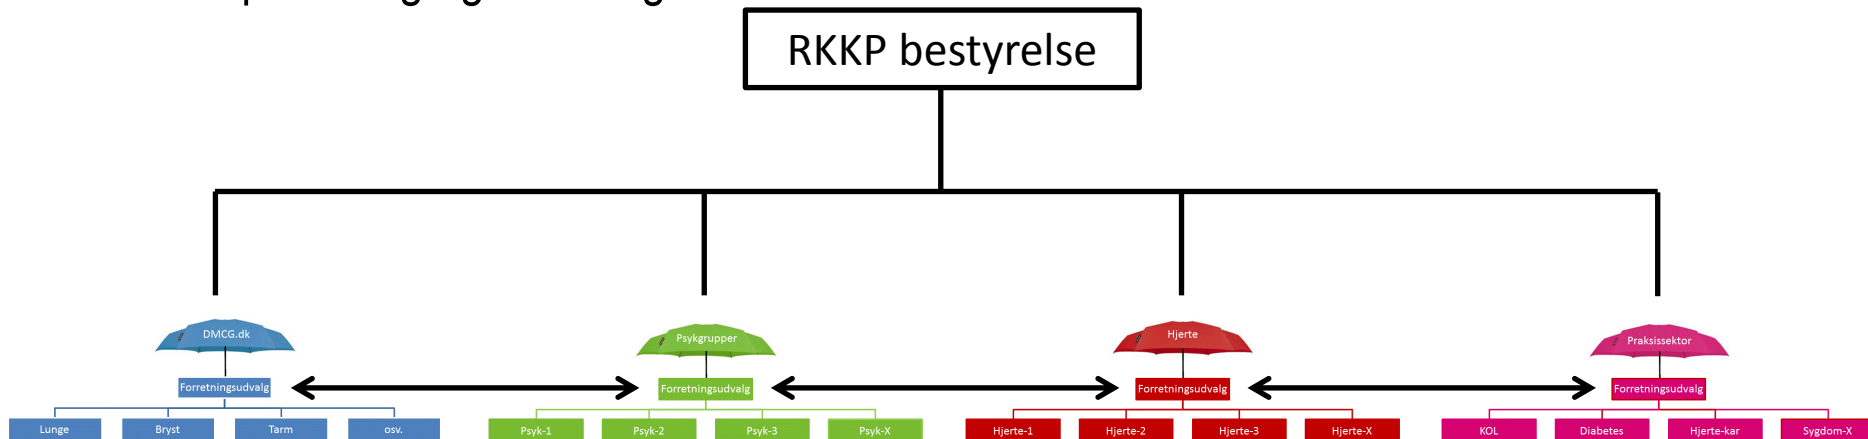 RKKP bestyrelse
DMCG.dk
Psykgrupper
Hjerte
Praksissektor
Forretningsudvalg
Forretningsudvalg
Forretningsudvalg
Forretningsudvalg
Lunge
Bryst
Tarm
osv.
Psyk-1
Psyk-2
Psyk-3
Psyk-X
Hjerte-1
Hjerte-2
Hjerte-3
Hjerte-X
KOL
Diabetes
Hjerte-kar
Sygdom-X